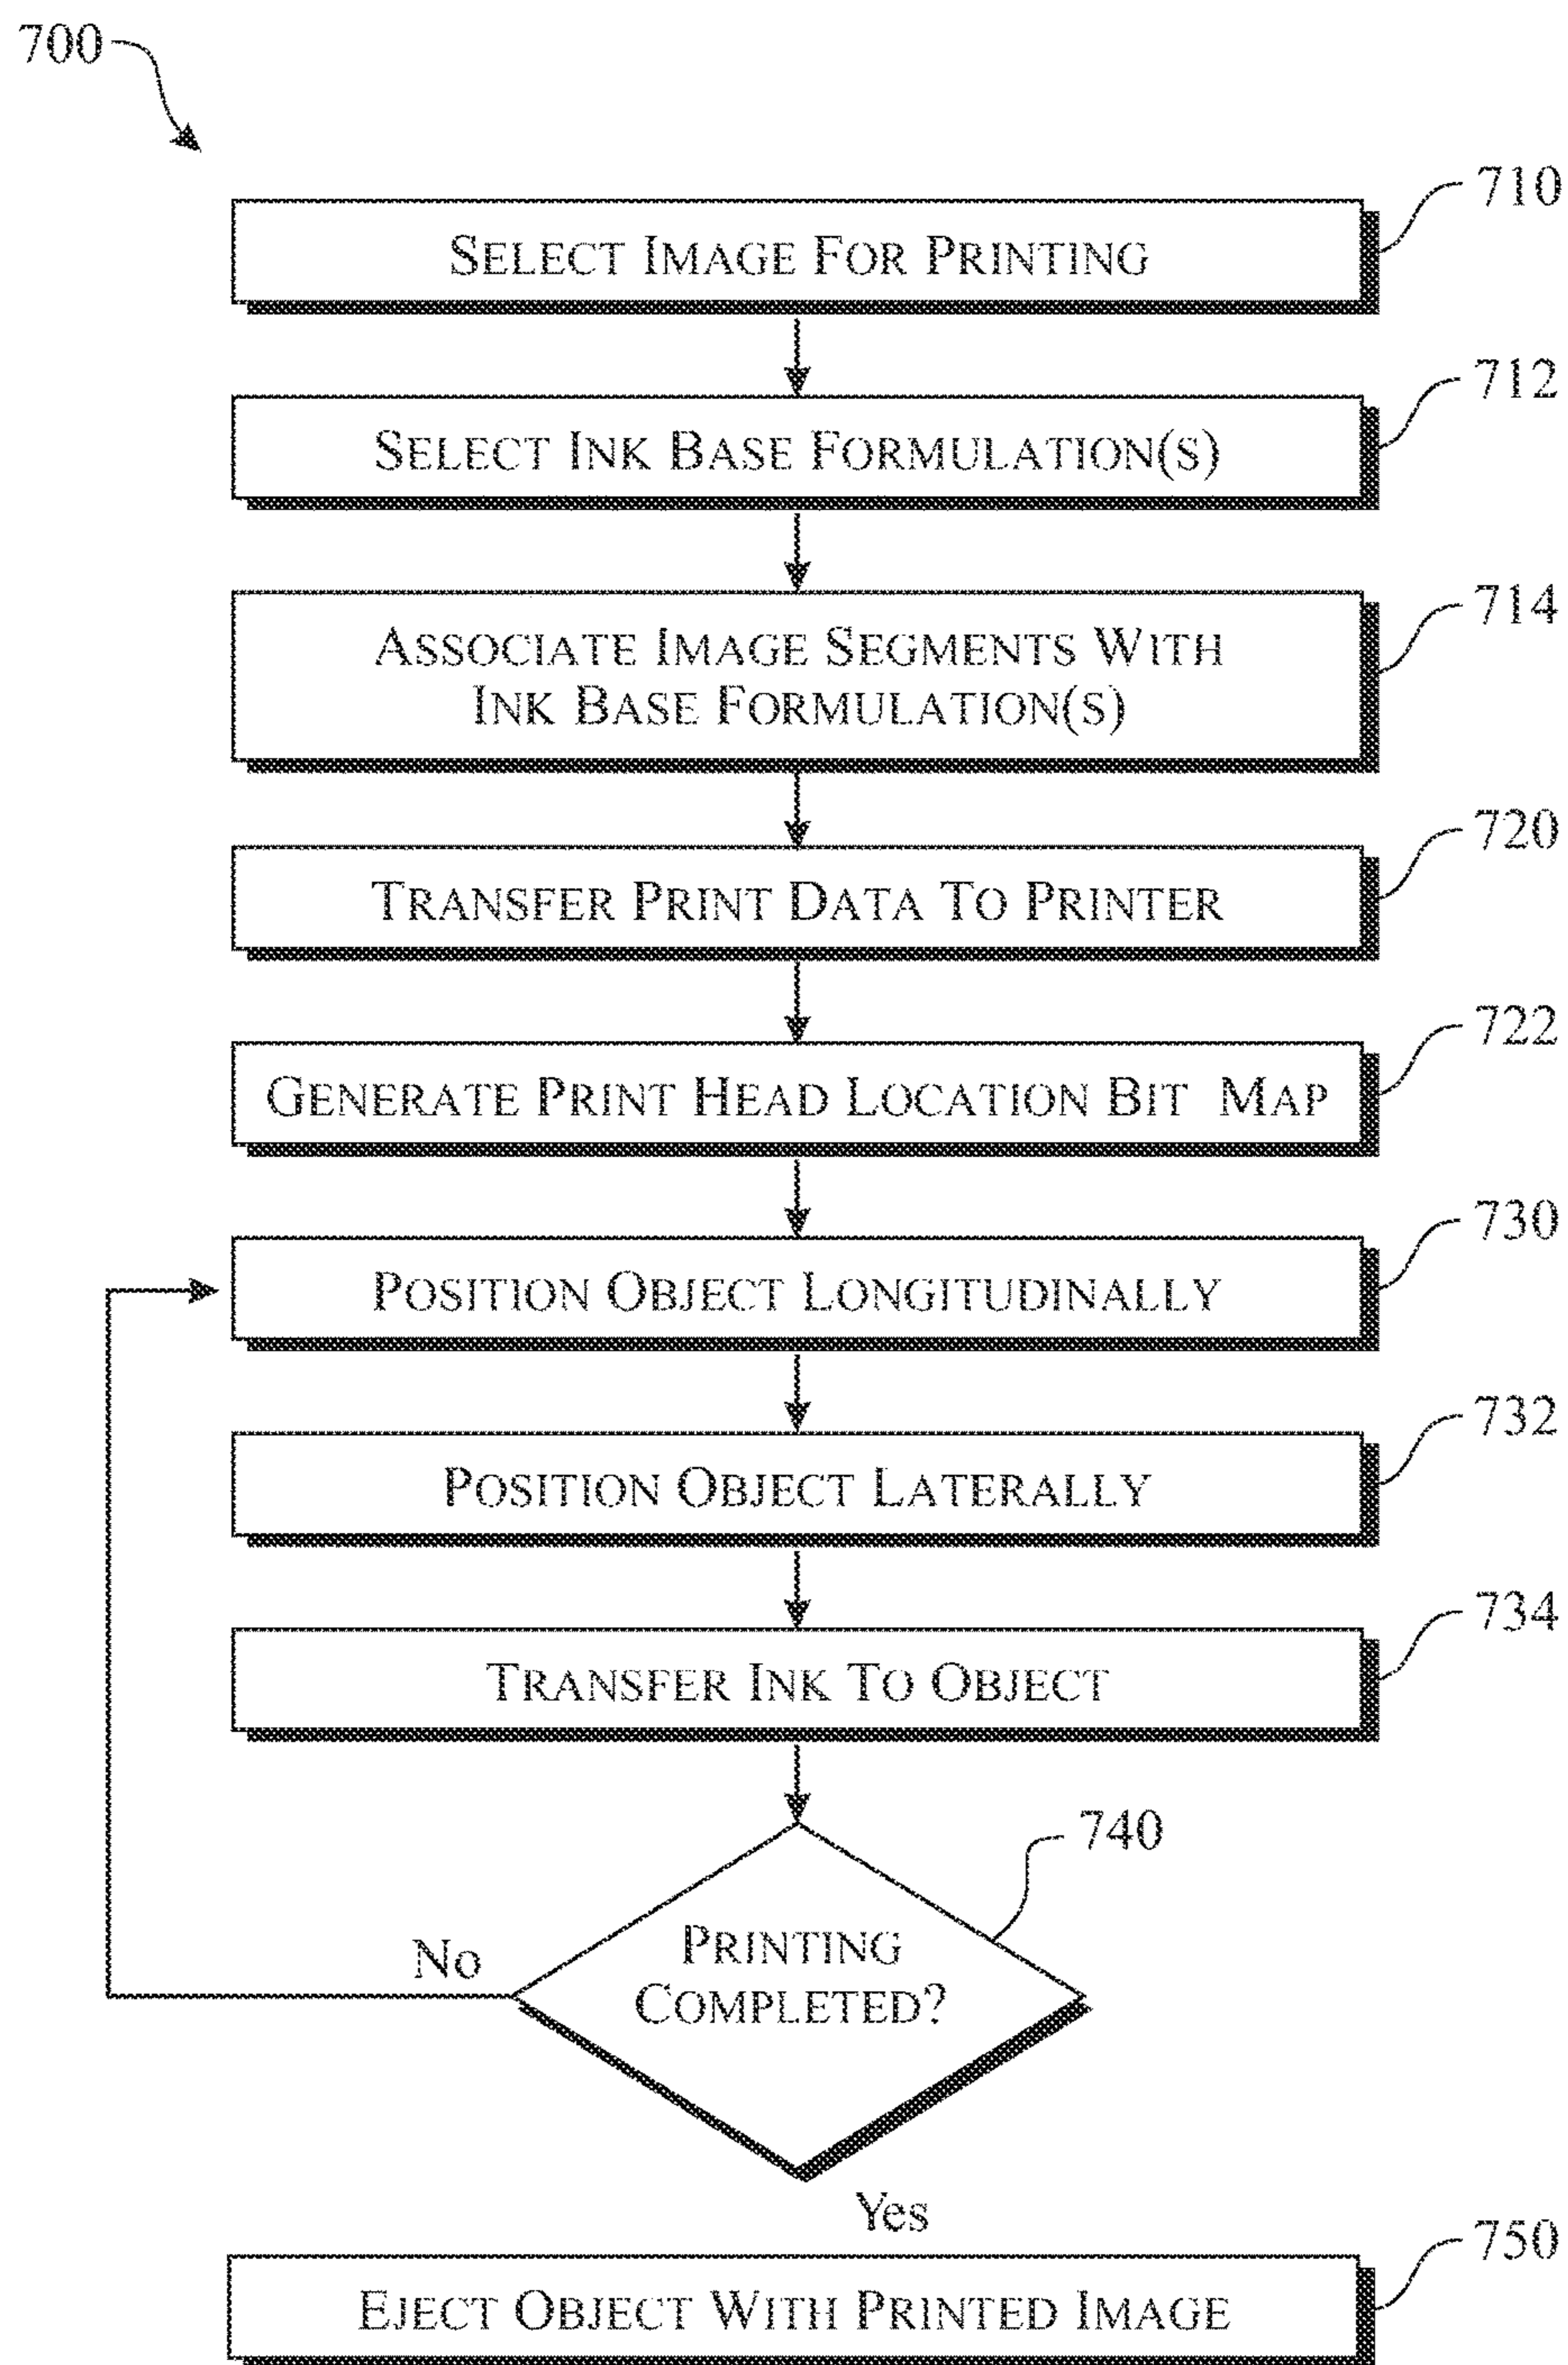 700
710
SELECT IMAGE FOR PRINTING
712
SELECT INK BASE FORMULATION(S)
714
ASSOCIATE IMAGE SEGMENTS WITH
INK BASE FORMULATION(S)
720
TRANSFER PRINT DATA TO PRINTER
722
GENERATE PRINT HEAD LOCATION BIT MAP
730
POSITION OBJECT LONGITUDINALLY
732
POSITION OBJECT LATERALLY
734
TRANSFER INK TO OBJECT
740
PRINTING
COMPLETED?
No
Yes
750
EJECT OBJECT WITH PRINTED IMAGE